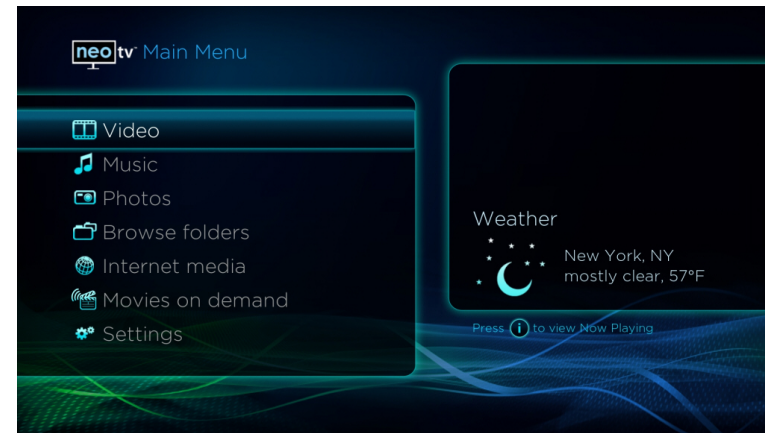 neotv™ Main Menu
Video
Music
Photos
Browse folders
Internet media
Movies on demand
Settings
Weather
New York, NY
mostly clear, 57°F
Press i to view Now Playing